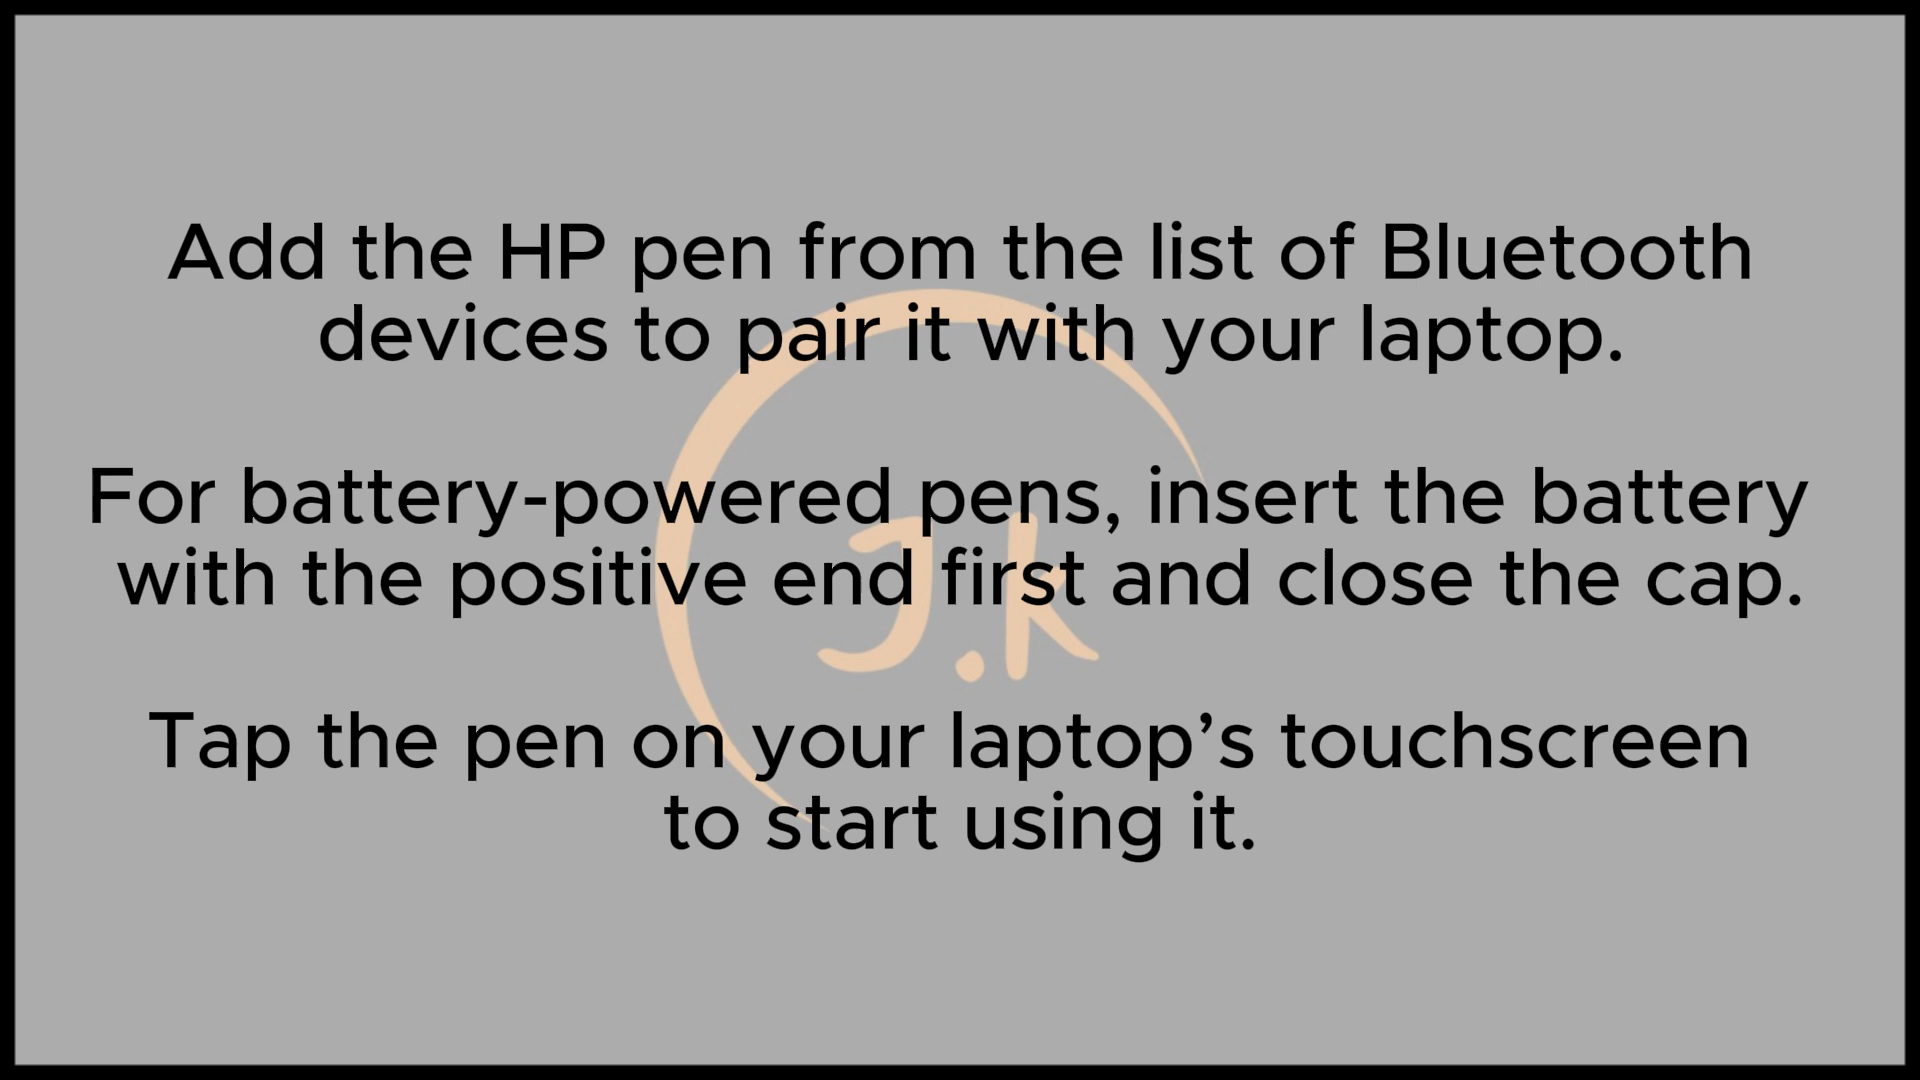 Add the HP pen from the list of Bluetooth
devices to pair it with your laptop.
For battery-powered pens, insert the battery
with the positive end first and close the cap.
J.K
Tap the pen on your laptop’s touchscreen
to start using it.